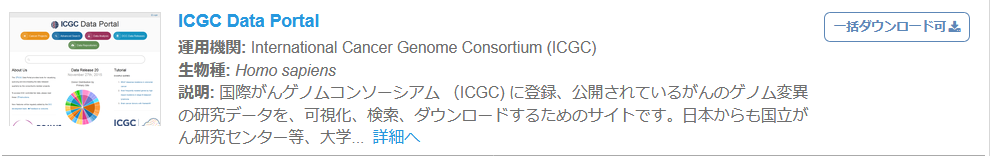 ICGC Data Portal
一括ダウンロード可
運用機関: International Cancer Genome Consortium (ICGC)
生物種: Homo sapiens
説明: 国際がんゲノムコンソーシアム （ICGC) に登録、公開されているがんのゲノム変異
の研究データを、可視化、検索、ダウンロードするためのサイトです。日本からも国立が
ん研究センター等、大学... 詳細へ
ICGC Data Portal
About Us
Data Release 20
Tutorial
ICGC